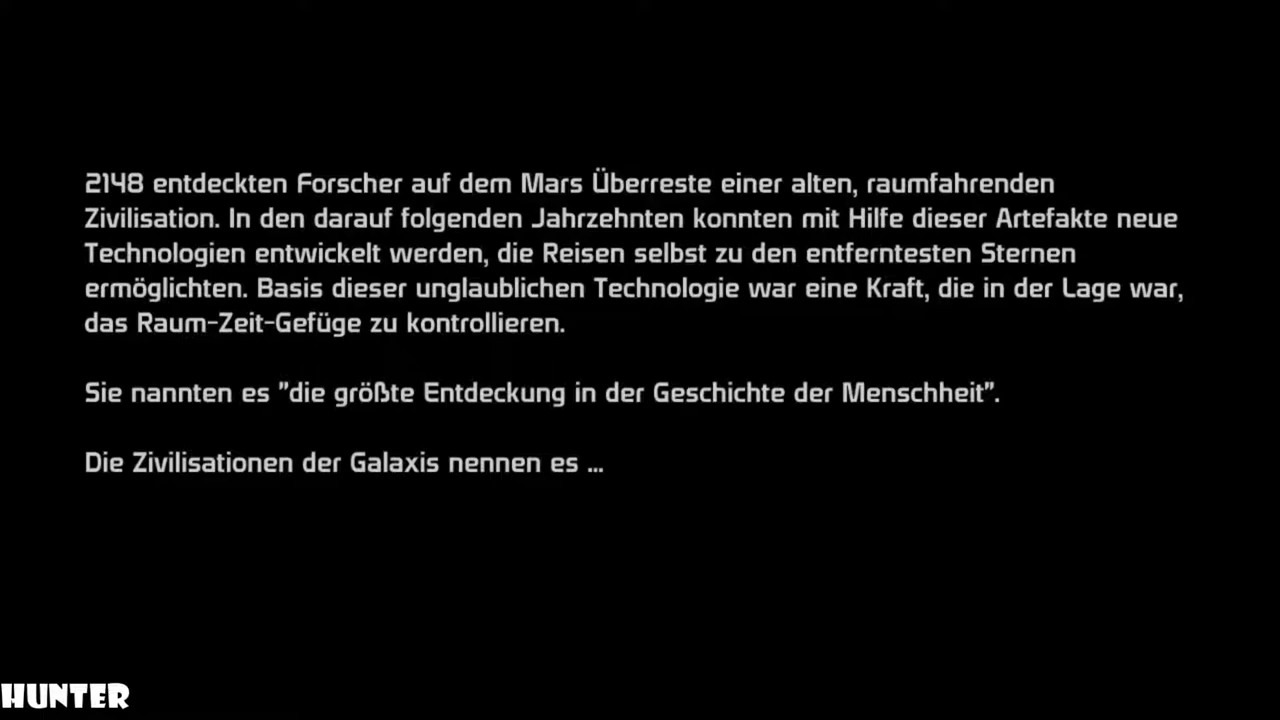 2148 entdeckten Forscher auf dem Mars Überreste einer alten, raumfahrenden
Zivilisation. In den darauf folgenden Jahrzehnten konnten mit Hilfe dieser Artefakte neue
Technologien entwickelt werden, die Reisen selbst zu den entferntesten Sternen
ermöglichten. Basis dieser unglaublichen Technologie war eine Kraft, die in der Lage war,
das Raum-Zeit-Gefüge zu kontrollieren.
Sie nannten es "die größte Entdeckung in der Geschichte der Menschheit".
Die Zivilisationen der Galaxis nennen es ...
HUNTER